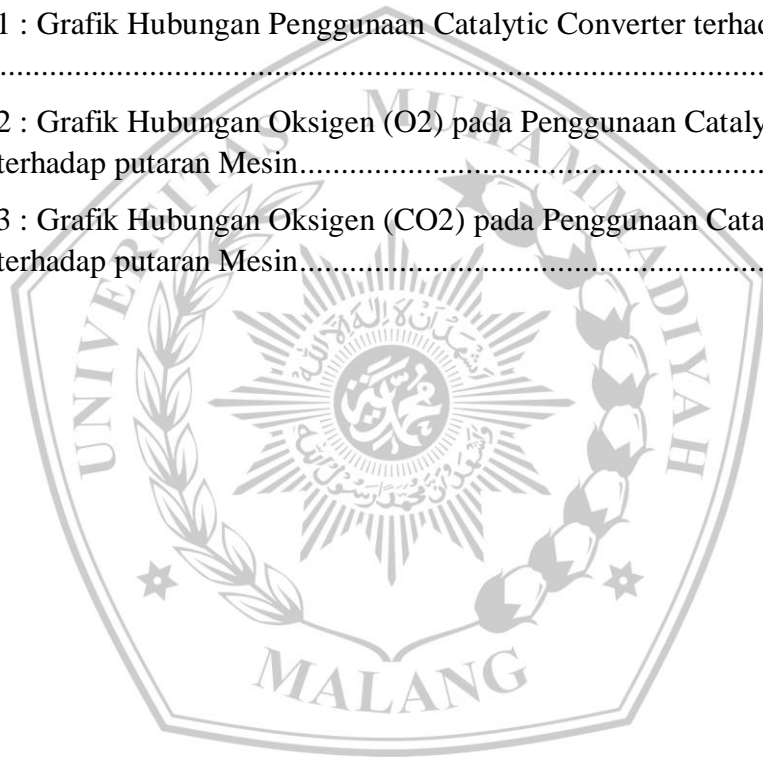 1 : Grafik Hubungan Penggunaan Catalytic Converter terhada
................................................................................................
2 : Grafik Hubungan Oksigen (O2) pada Penggunaan Cataly
terhadap putaran Mesin........................................................
3 : Grafik Hubungan Oksigen (CO2) pada Penggunaan Cata
terhadap putaran Mesin........................................................
UNIVERSITAS MUHAMMADIYAH
MALANG